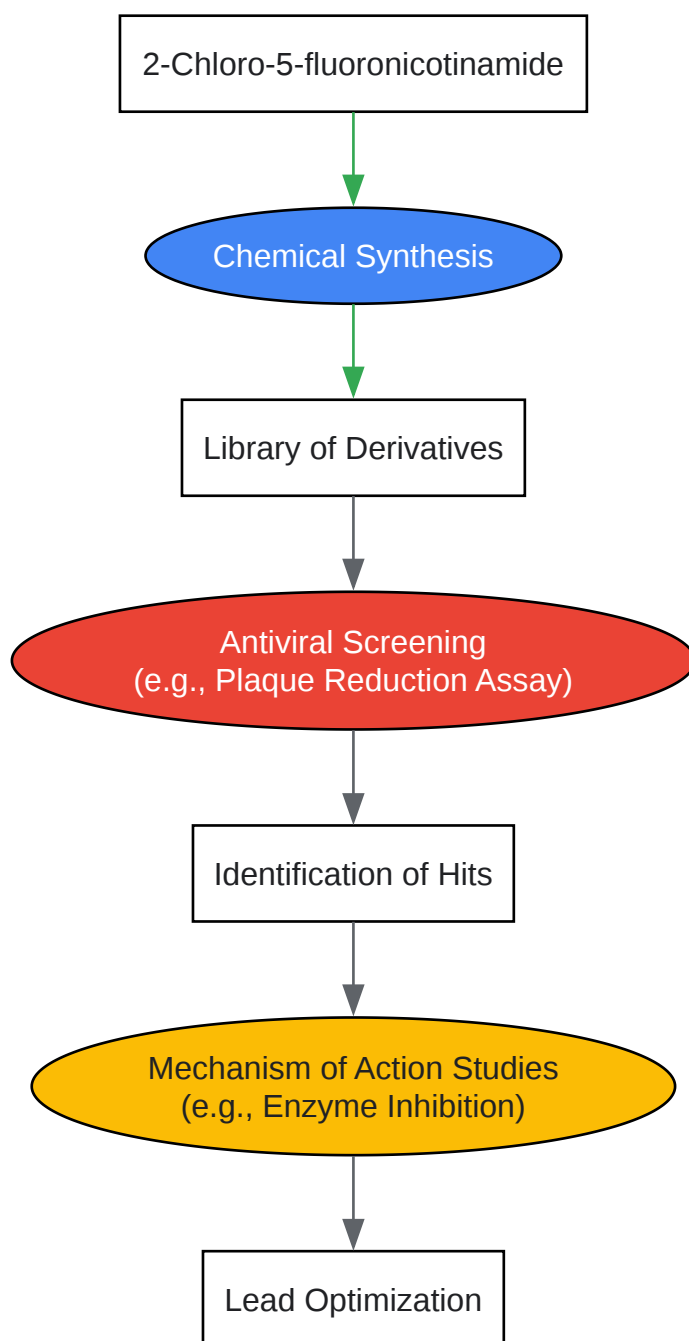 2-Chloro-5-fluoronicotinamide
Chemical Synthesis
Library of Derivatives
Antiviral Screening
(e.g., Plaque Reduction Assay)
Identification of Hits
Mechanism of Action Studies
(e.g., Enzyme Inhibition)
Lead Optimization